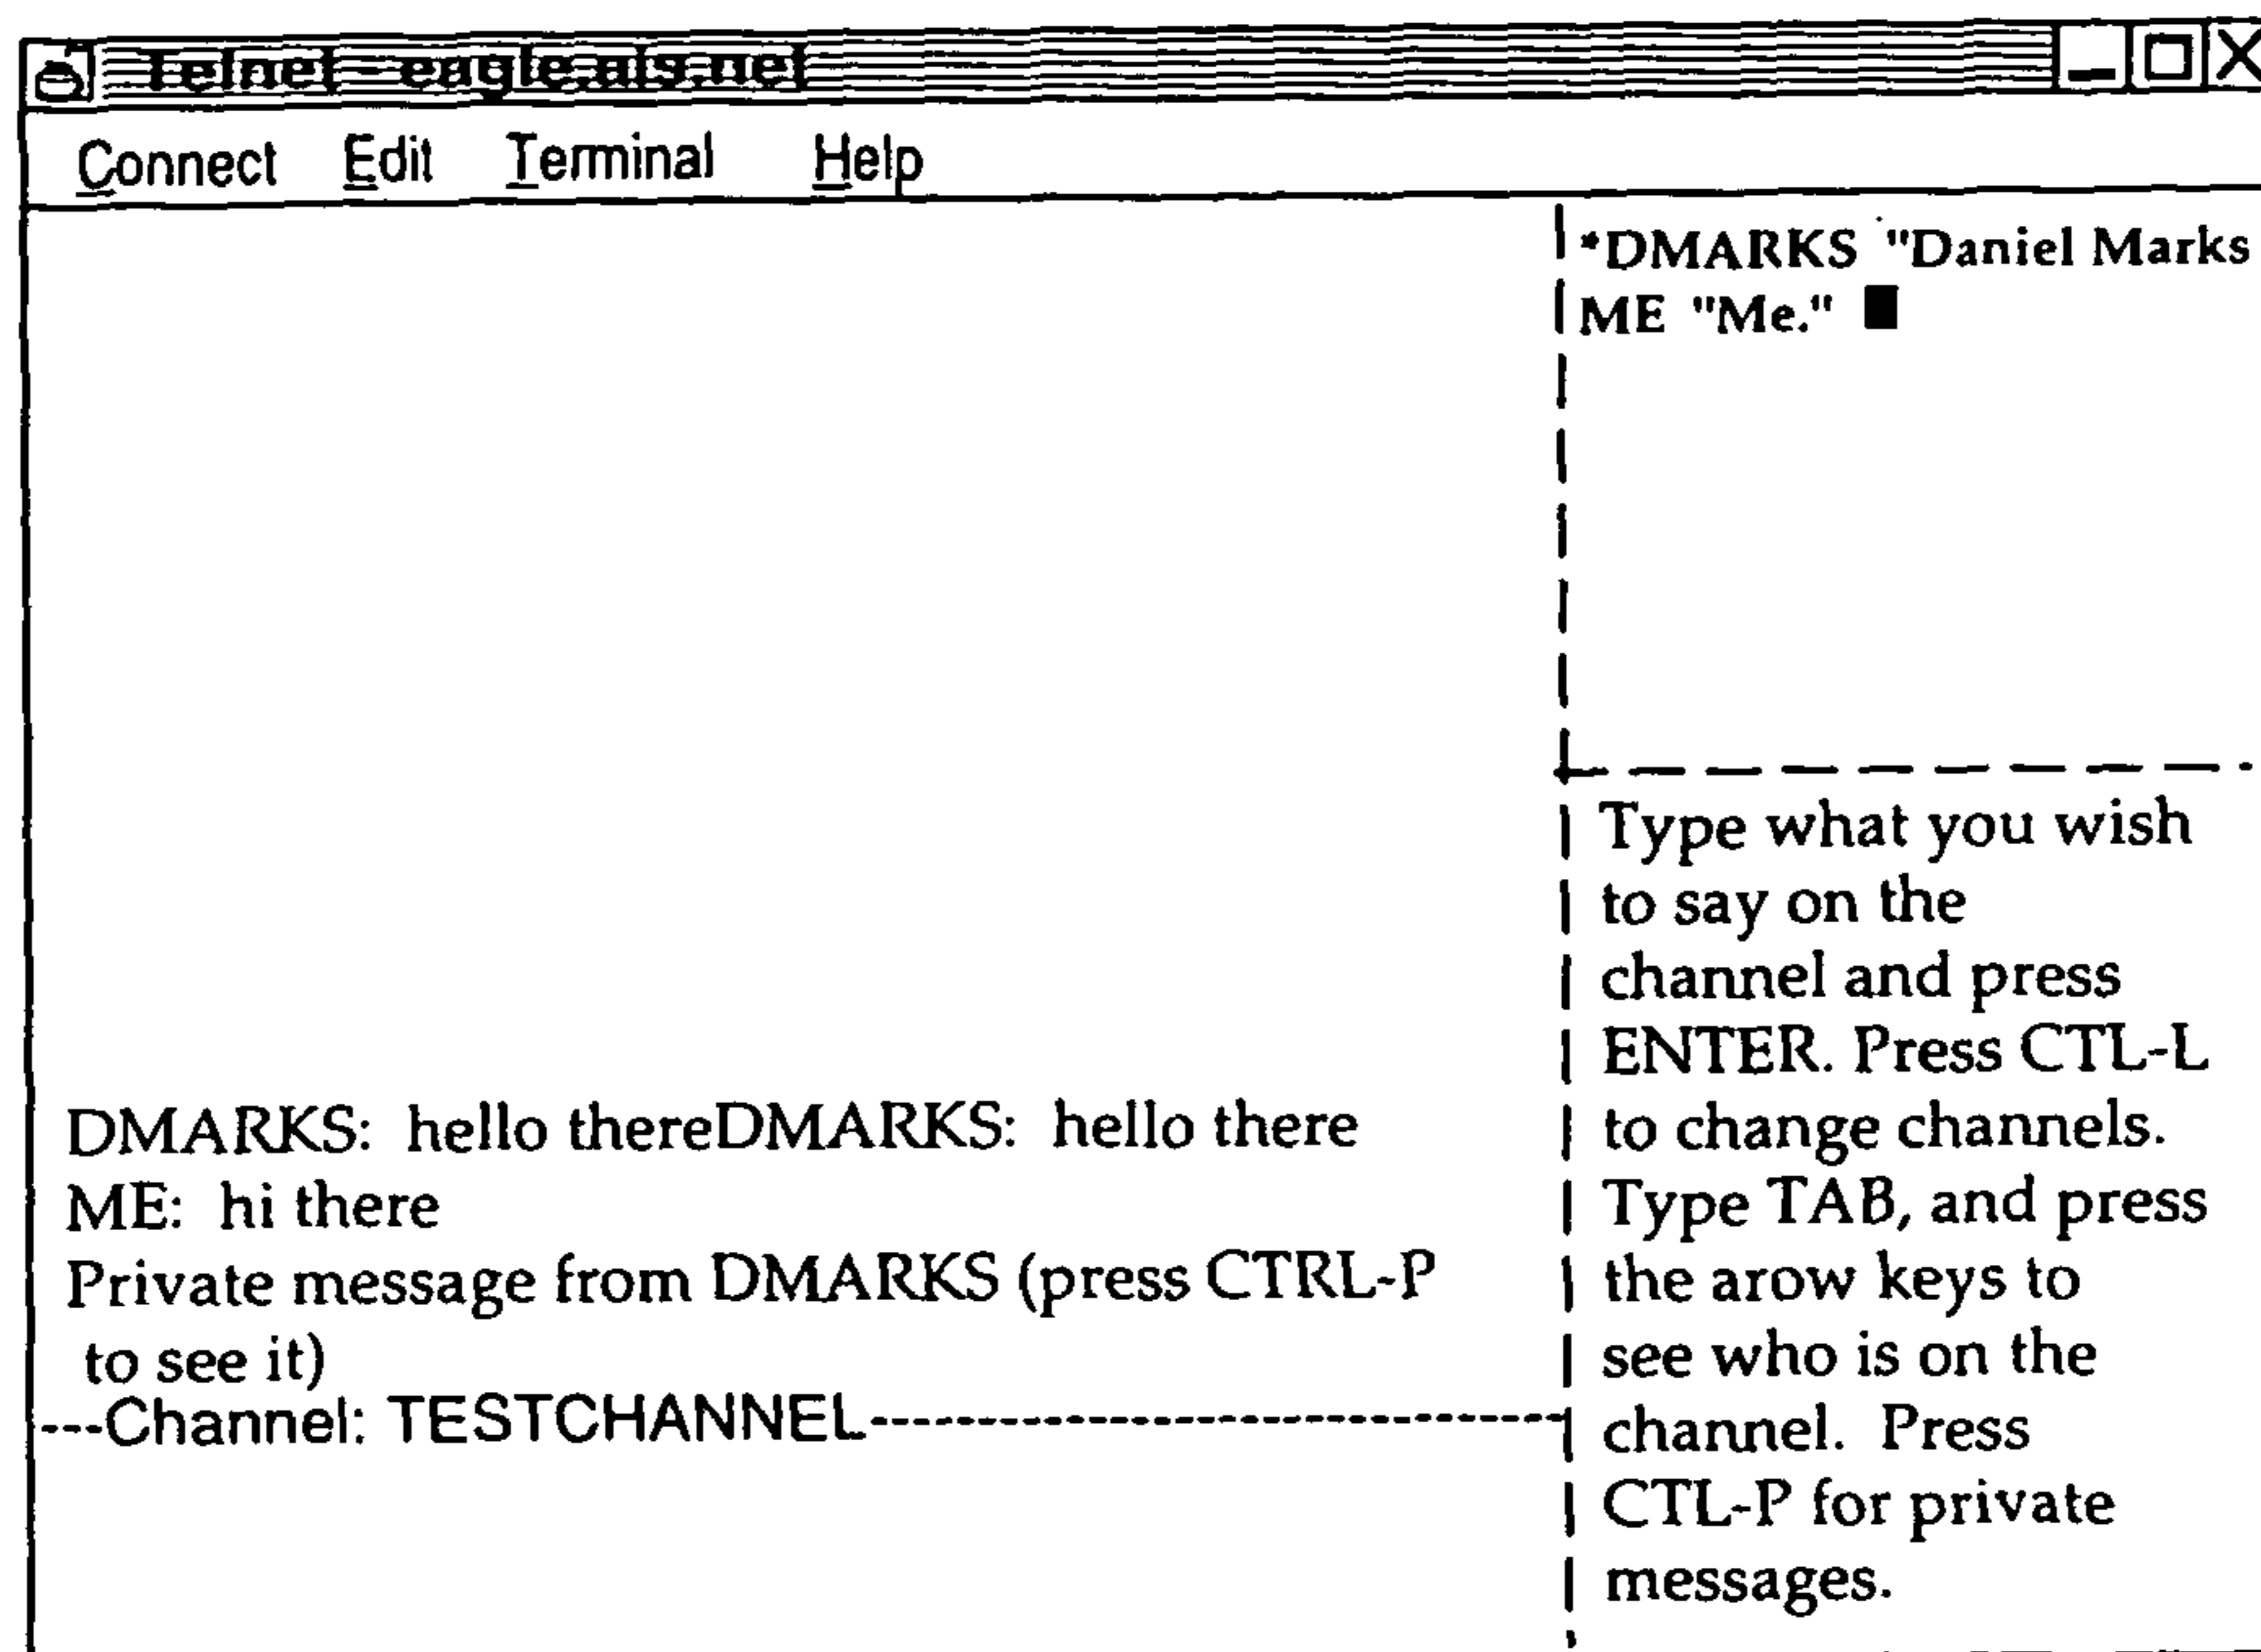 Telnet - eagle.ais.net
Connect Edit Terminal Help
*DMARKS "Daniel Marks
ME "Me."
DMARKS: hello thereDMARKS: hello there
ME: hi there
Private message from DMARKS (press CTRL-P
to see it)
---Channel: TESTCHANNEL---
Type what you wish
to say on the
channel and press
ENTER. Press CTL-L
to change channels.
Type TAB, and press
the arow keys to
see who is on the
channel. Press
CTL-P for private
messages.